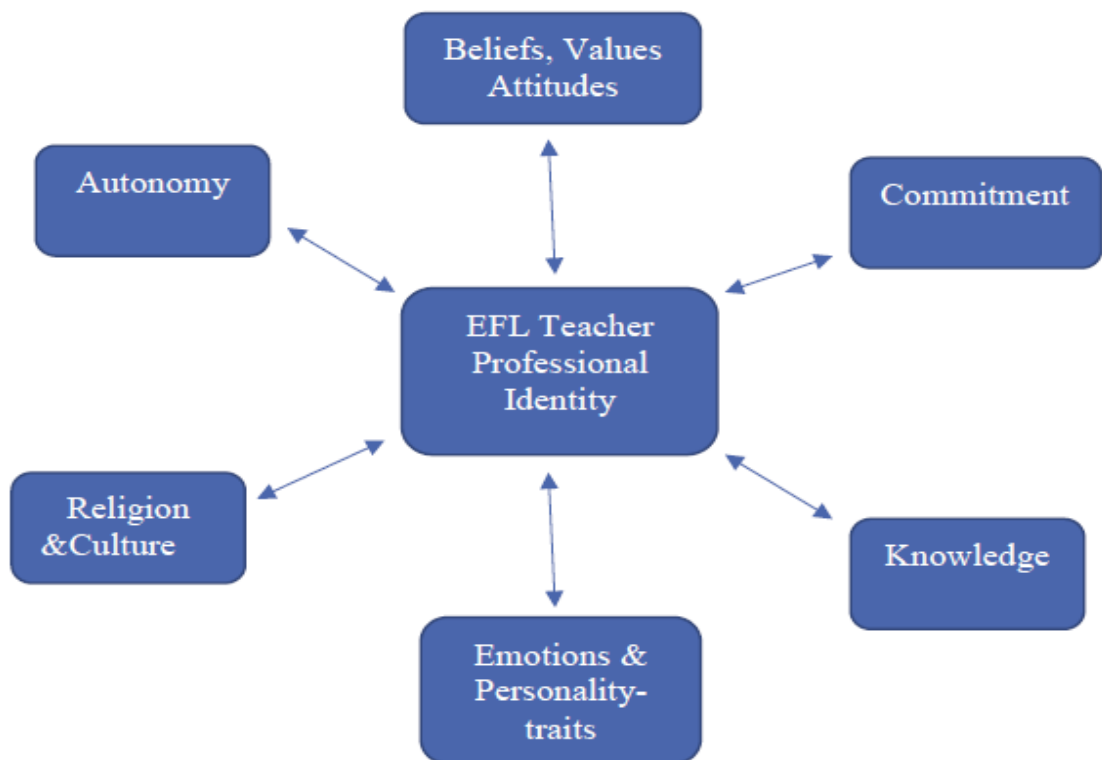 Beliefs, Values
Attitudes
Autonomy
Commitment
EFL Teacher
Professional
Identity
Religion
&Culture
Knowledge
Emotions &
Personality-
traits